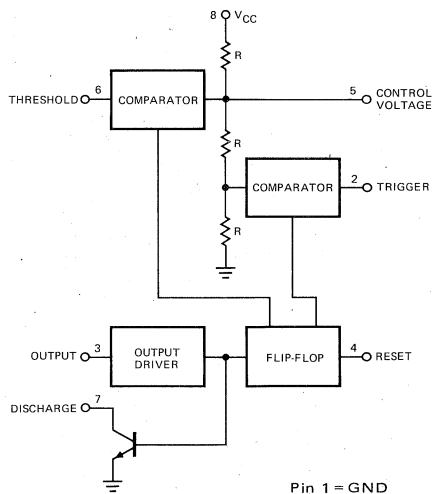 8 VCC
R
6
5
THRESHOLD
COMPARATOR
CONTROL
VOLTAGE
R
2
COMPARATOR
TRIGGER
R
3
4
OUTPUT
OUTPUT
DRIVER
FLIP-FLOP
RESET
7
DISCHARGE
Pin 1 = GND